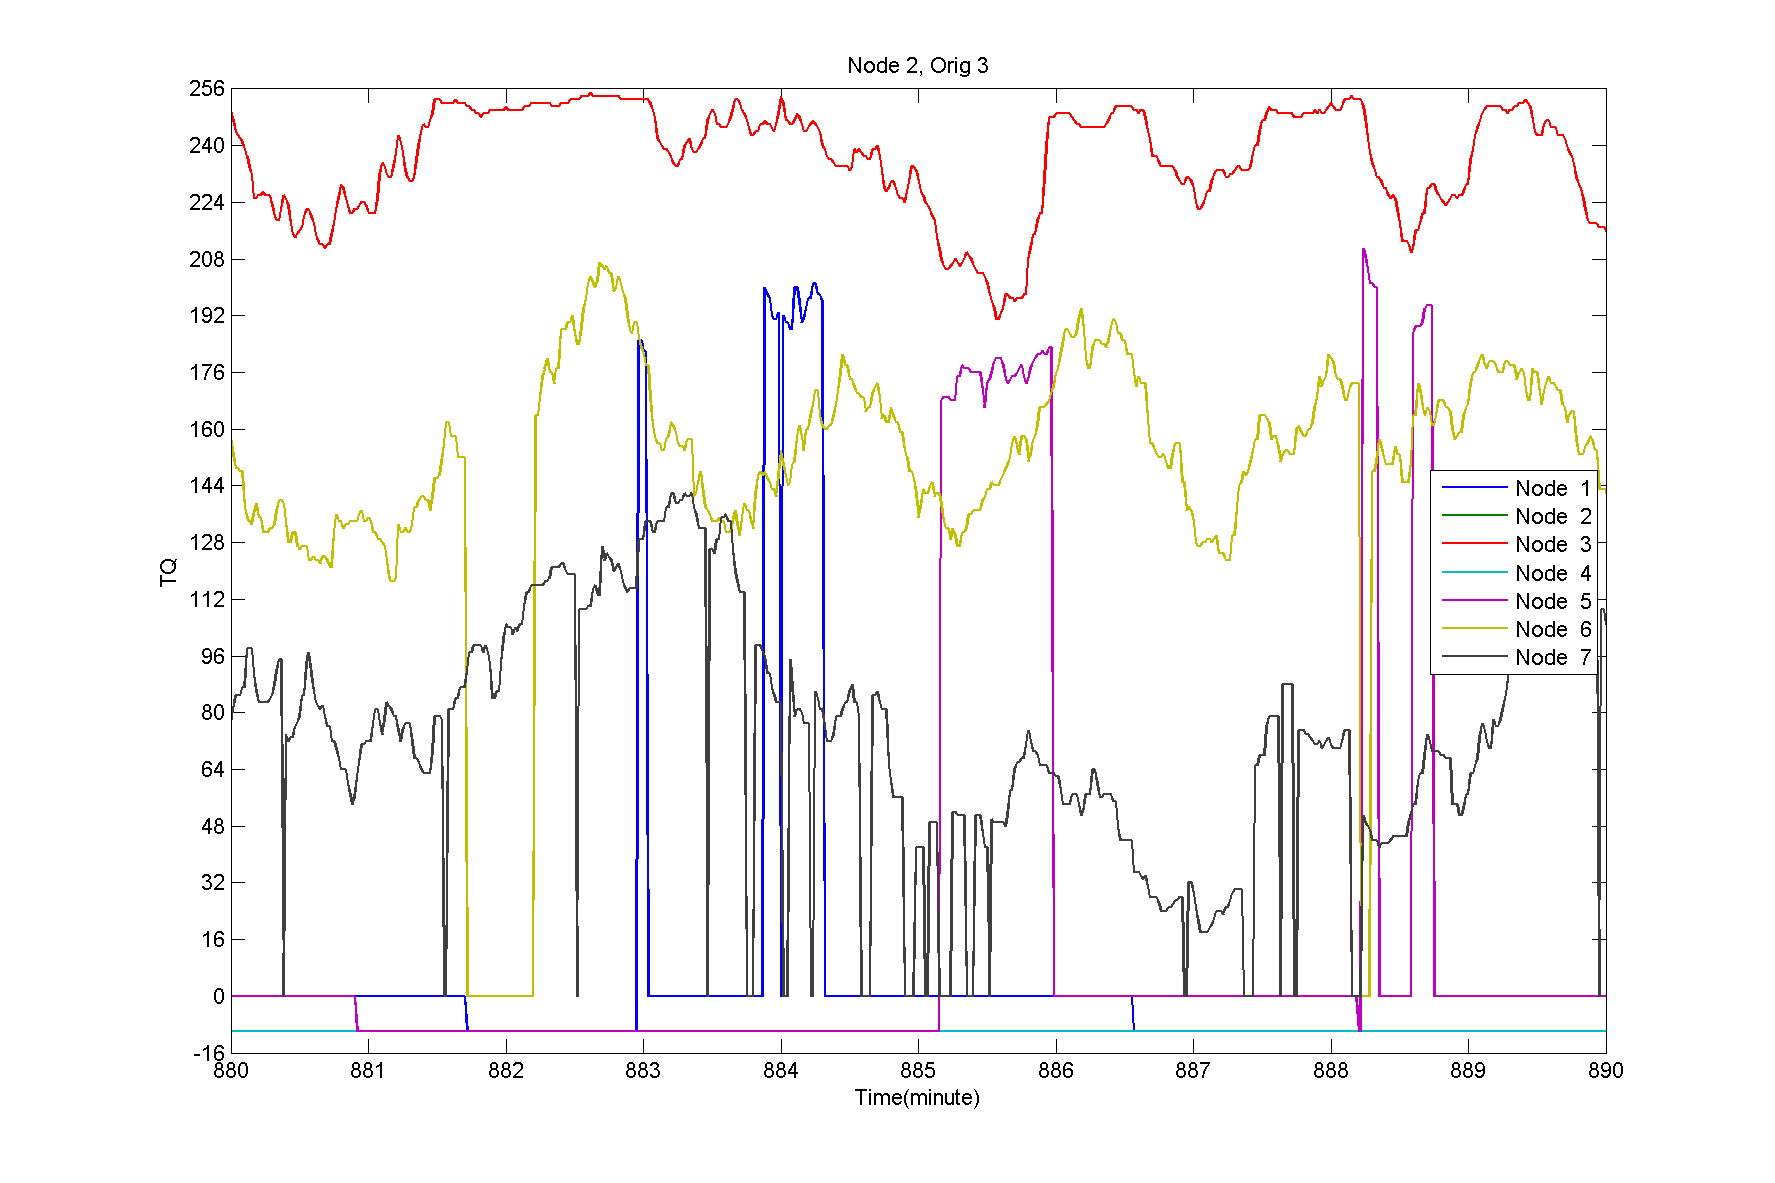 Node 2, Orig 3
256
240
224
208
192
176
160
144
128
112
96
80
64
48
32
16
0
-16
TQ
Node 1
Node 2
Node 3
Node 4
Node 5
Node 6
Node 7
880 881 882 883 884 885 886 887 888 889 890
Time(minute)